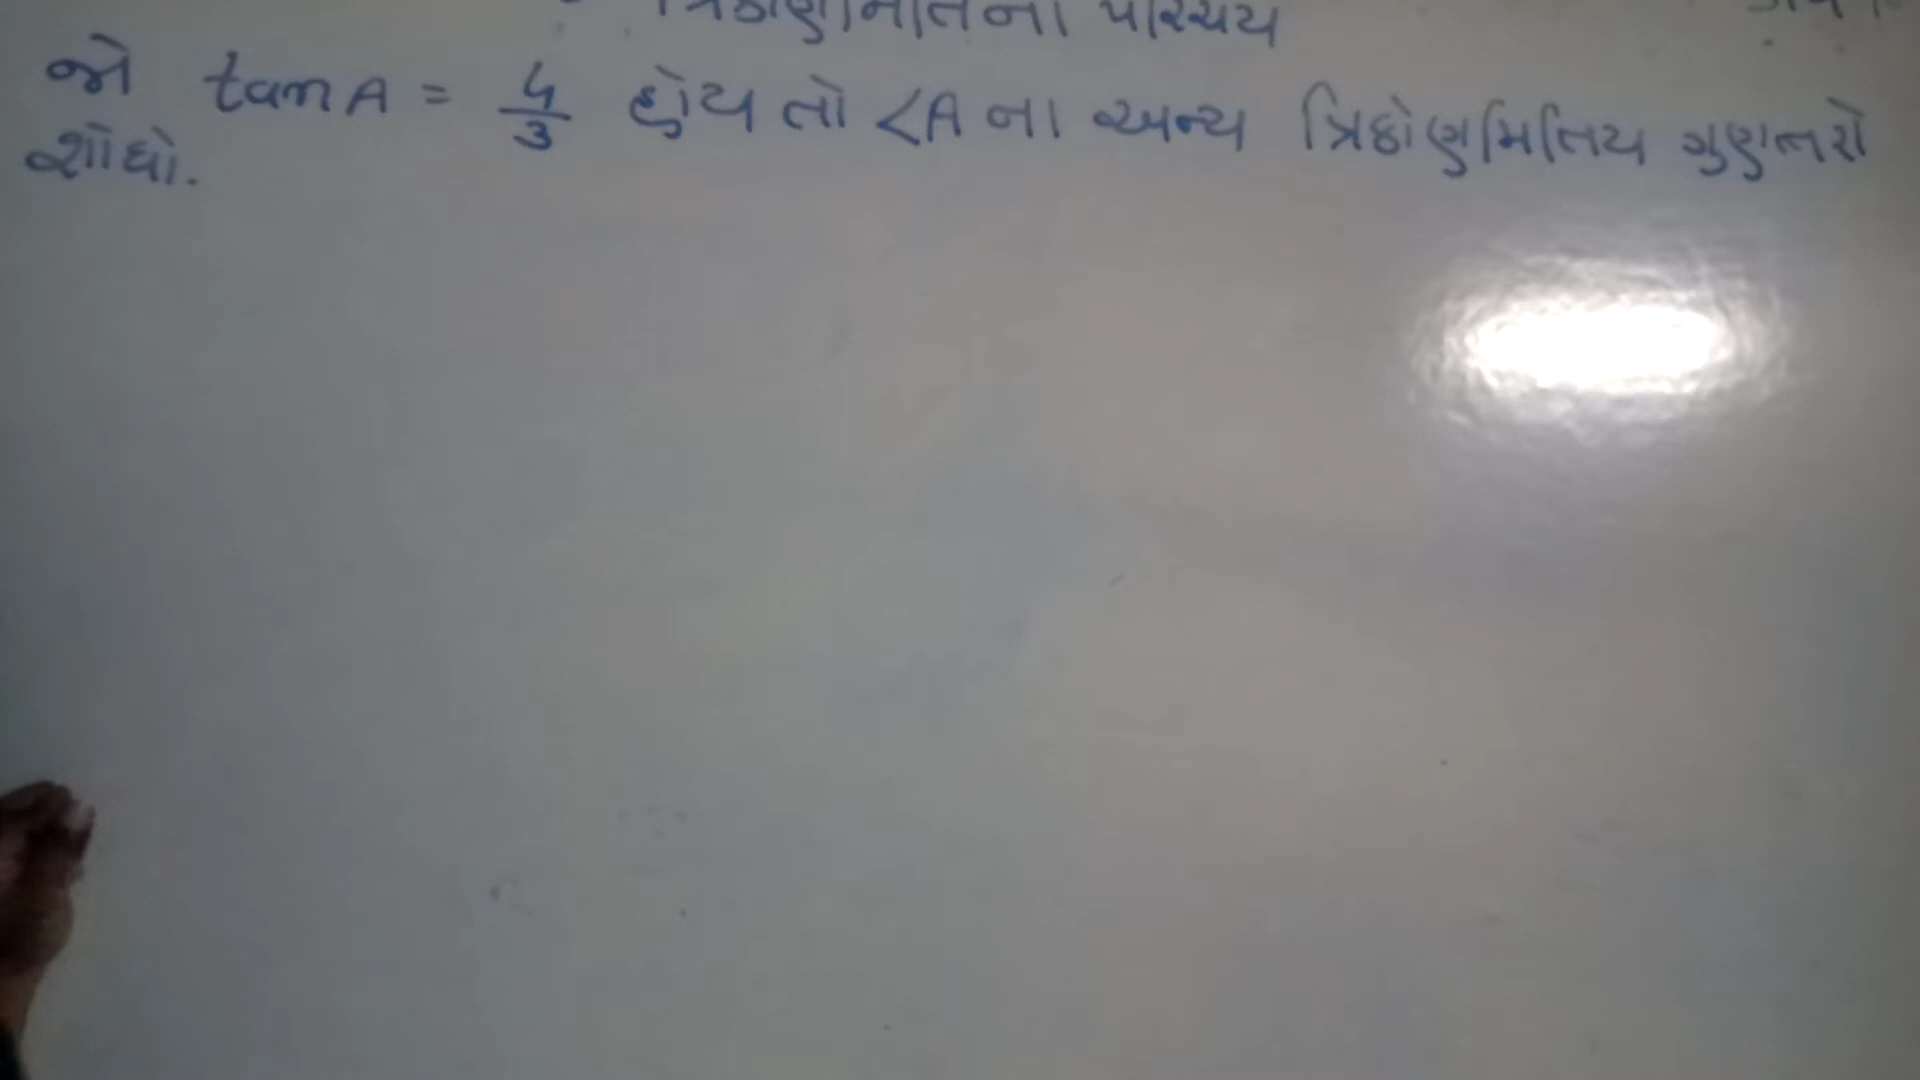 ત્રિકોણમિતિના પરિચય
જો tan A = 4/3 હોય તો <A ના અન્ય ત્રિકોણમિતિય ગુણોત્તરો
શોધો.